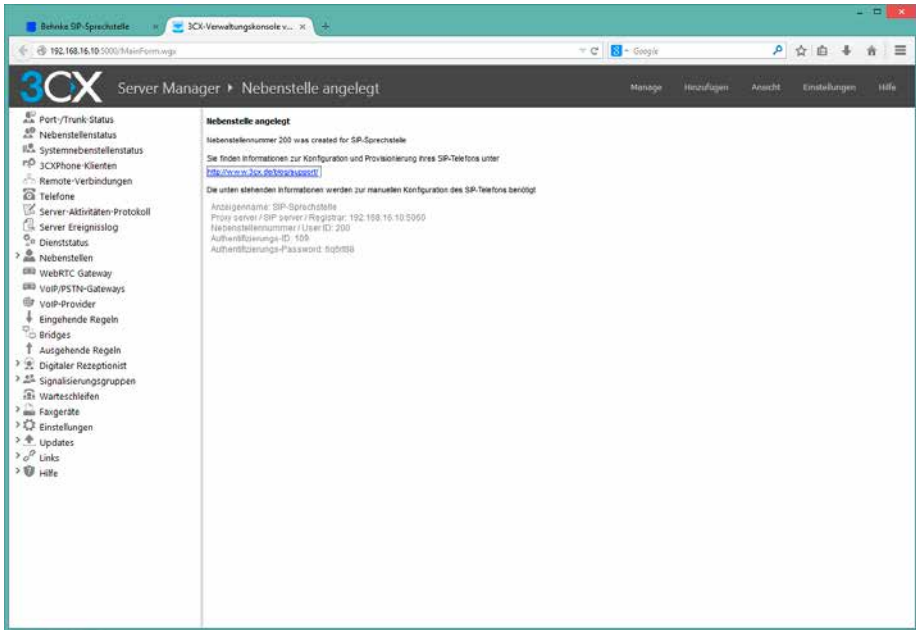 Behnke SIP-Sprechstelle
3CX-Verwaltungskonsole v...
192.168.16.10:5000/MainForm.wgx
Google
3CX Server Manager Nebenstelle angelegt
Manage Hinzufügen Ansicht Einstellungen Hilfe
Port-/Trunk-Status
Nebenstellenstatus
Systemnebenstellenstatus
3CXPhone-Klienten
Remote-Verbindungen
Telefone
Server-Aktivitäten-Protokoll
Server Ereignislog
Dienststatus
Nebenstellen
WebRTC Gateway
VoIP/PSTN-Gateways
VoIP-Provider
Eingehende Regeln
Bridges
Ausgehende Regeln
Digitaler Rezeptionist
Signalisierungsgruppen
Warteschleifen
Faxgeräte
Einstellungen
Updates
Links
Hilfe
Nebenstelle angelegt
Nebenstellennummer 200 was created for SIP-Sprechstelle
Sie finden Informationen zur Konfiguration und Provisionierung ihres SIP-Telefons unter
http://www.3cx.de/blog/support/
Die unten stehenden Informationen werden zur manuellen Konfiguration des SIP-Telefons benötigt
Anzeigenname: SIP-Sprechstelle
Proxy server / SIP server / Registrar: 192.168.16.10:5060
Nebenstellennummer / User ID: 200
Authentifizierungs-ID: 109
Authentifizierungs-Password: